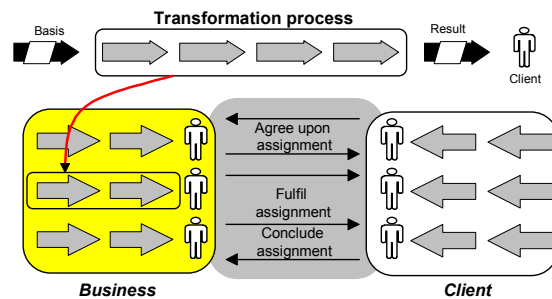 Transformation process
Basis
Result
Client
Agree upon
assignment
Fulfil
assignment
Conclude
assignment
Business
Client